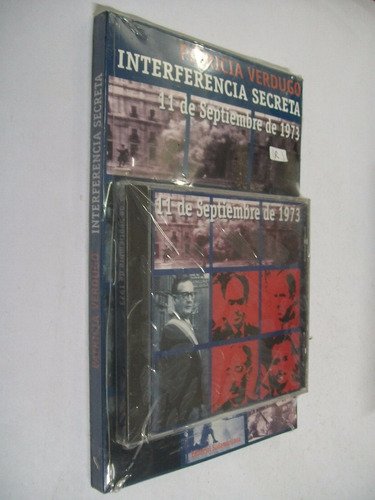 PATRICIA VERDUGO
INTERFERENCIA SECRETA
11 de Septiembre de 1973
R
11 de Septiembre de 1973
PATRICIA VERDUGO INTERFERENCIA SECRETA